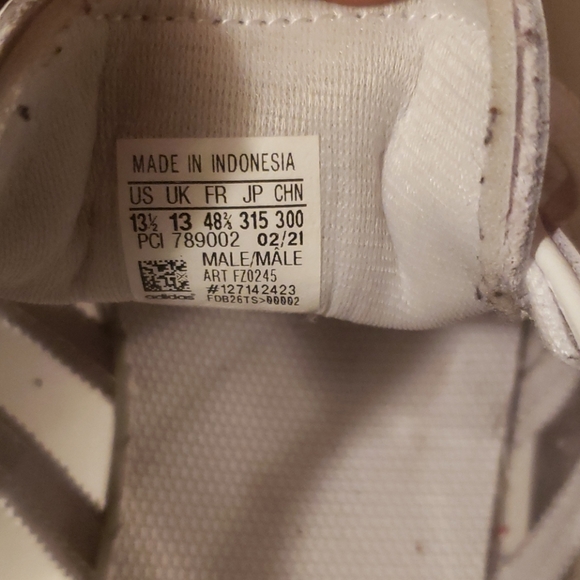 MADE IN INDONESIA
US UK FR JP CHN
13½ 13 48⅔ 315 300
PCI 789002 02/21
MALE/MÂLE
ART FZ0245
#127142423
adidas FDB26TS>00002